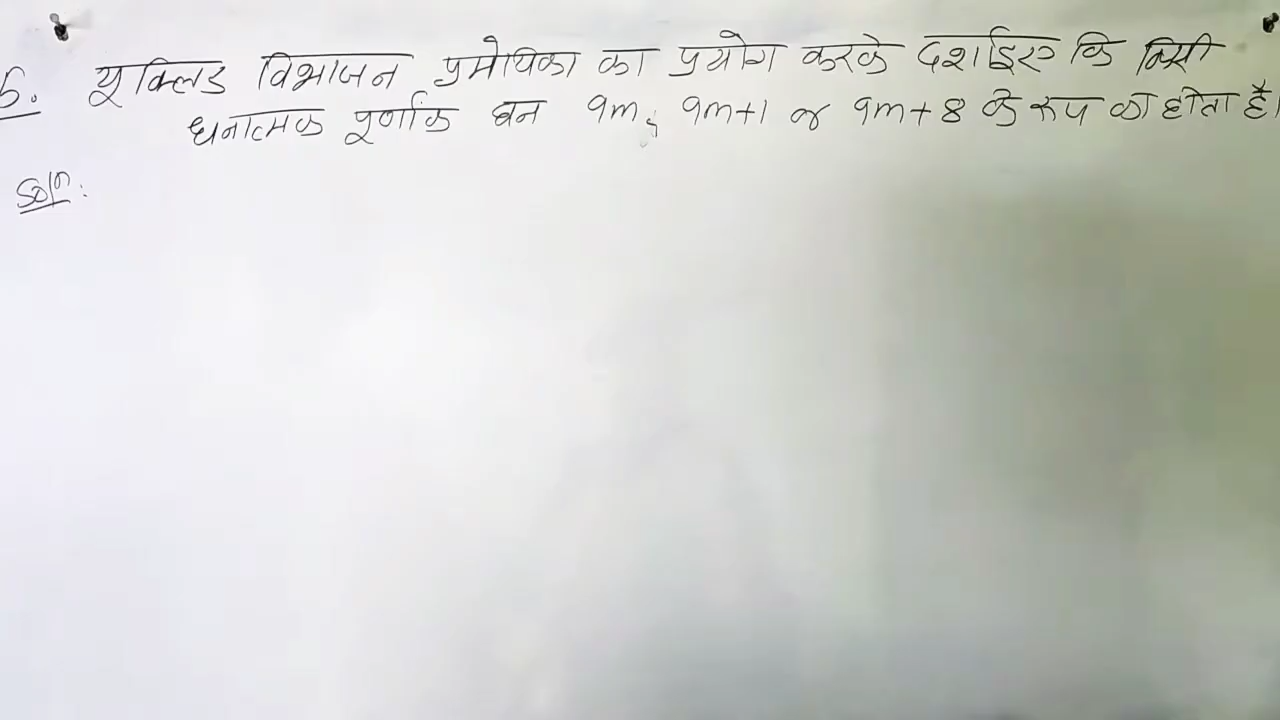 5. यूक्लिड विभाजन प्रमेयिका का प्रयोग करके दर्शाइए कि किसी
धनात्मक पूर्णांक घन 9m, 9m+1 or 9m+8 के रूप का होता है।
Soln: